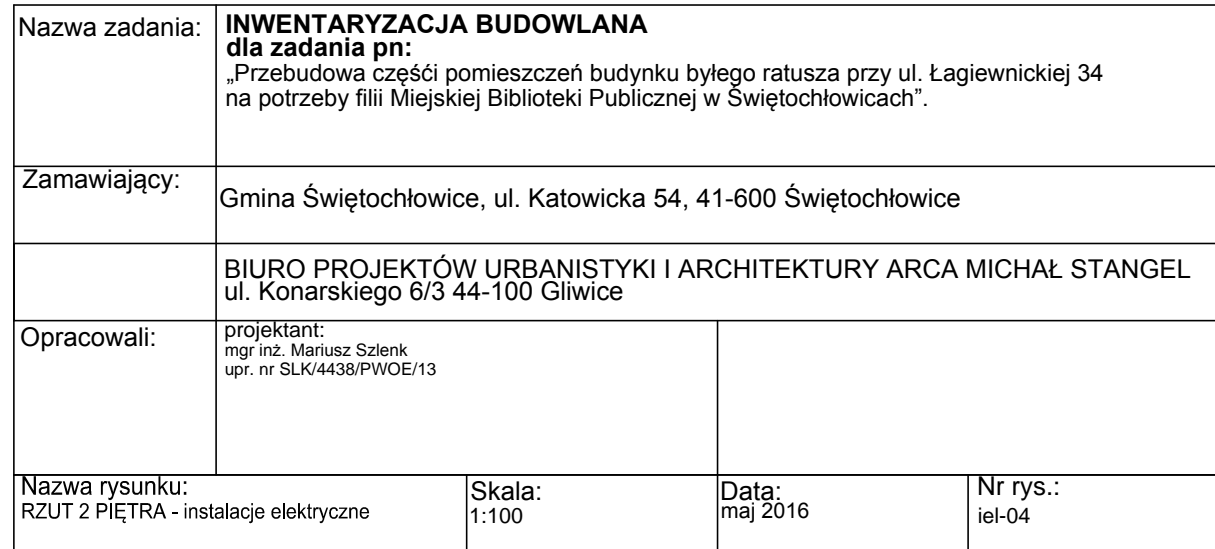 Nazwa zadania:
INWENTARYZACJA BUDOWLANA
dla zadania pn:
„Przebudowa częśći pomieszczeń budynku byłego ratusza przy ul. Łagiewnickiej 34
na potrzeby filii Miejskiej Biblioteki Publicznej w Świętochłowicach”.
Zamawiający:
Gmina Świętochłowice, ul. Katowicka 54, 41-600 Świętochłowice
BIURO PROJEKTÓW URBANISTYKI I ARCHITEKTURY ARCA MICHAŁ STANGEL
ul. Konarskiego 6/3 44-100 Gliwice
Opracowali:
projektant:
mgr inż. Mariusz Szlenk
upr. nr SLK/4438/PWOE/13
Nazwa rysunku:
RZUT 2 PIĘTRA - instalacje elektryczne
Skala:
1:100
Data:
maj 2016
Nr rys.:
iel-04